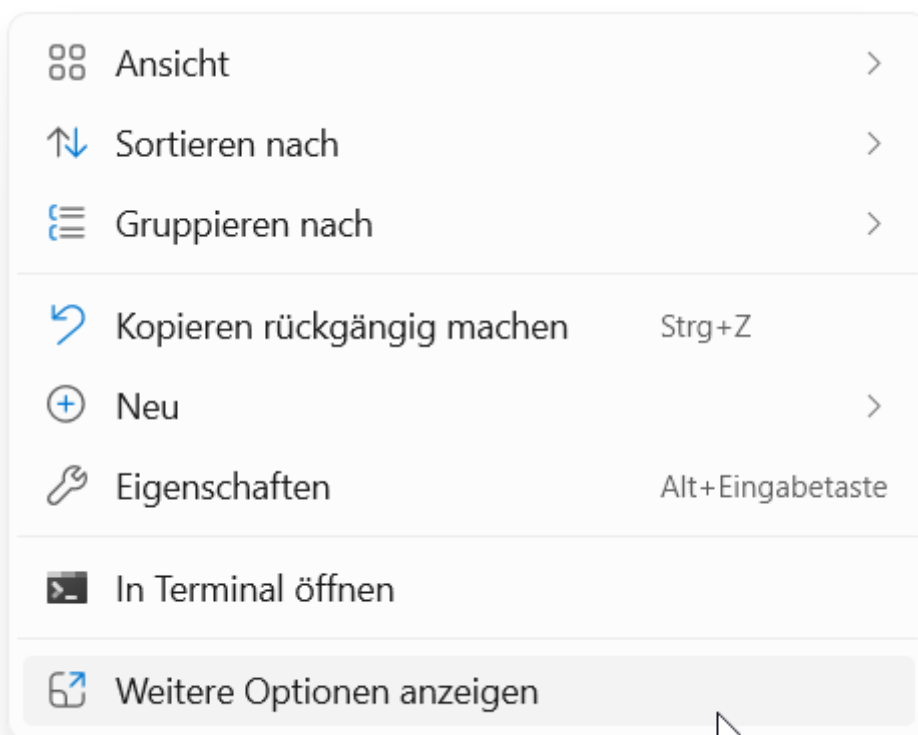 Ansicht
Sortieren nach
Gruppieren nach
Kopieren rückgängig machen Strg+Z
Neu
Eigenschaften Alt+Eingabetaste
In Terminal öffnen
Weitere Optionen anzeigen